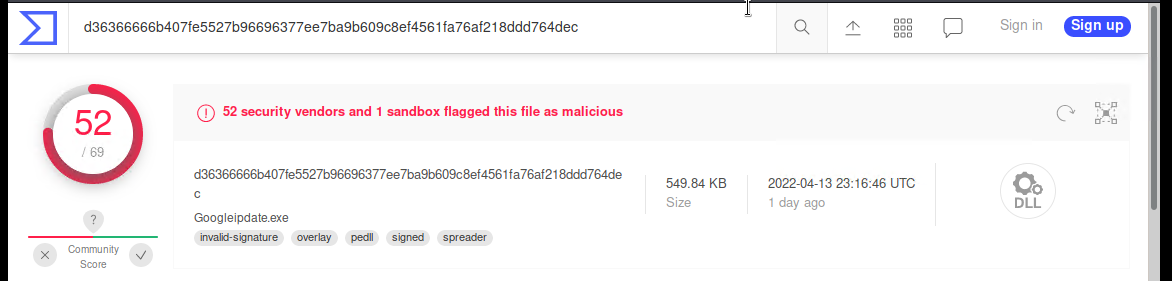 d36366666b407fe5527b96696377ee7ba9b609c8ef4561fa76af218ddd764dec
Sign in
Sign up
52
/ 69
52 security vendors and 1 sandbox flagged this file as malicious
d36366666b407fe5527b96696377ee7ba9b609c8ef4561fa76af218ddd764de
c
Googleipdate.exe
invalid-signature
overlay
pedll
signed
spreader
549.84 KB
Size
2022-04-13 23:16:46 UTC
1 day ago
DLL
?
Community
Score